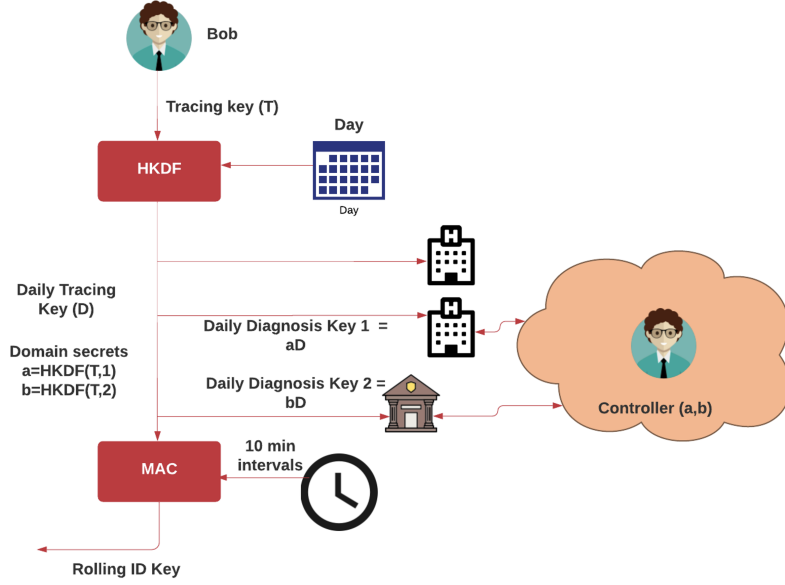 Bob
Tracing key (T)
Day
HKDF
Day
H
H
Daily Tracing
Key (D)
Daily Diagnosis Key 1  =
aD
Domain secrets
a=HKDF(T,1)
b=HKDF(T,2)
Daily Diagnosis Key 2 =
bD
Controller (a,b)
MAC
10 min
intervals
Rolling ID Key